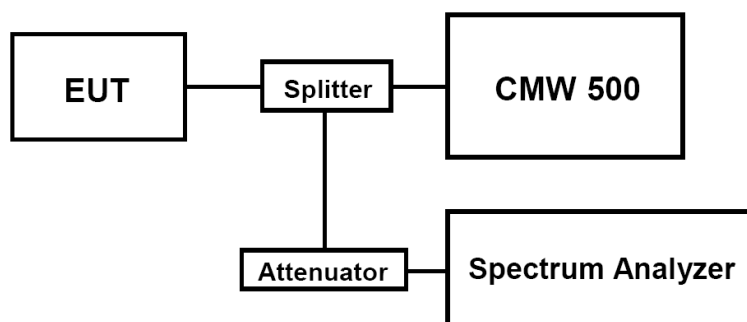 EUT
Splitter
CMW 500
Attenuator
Spectrum Analyzer